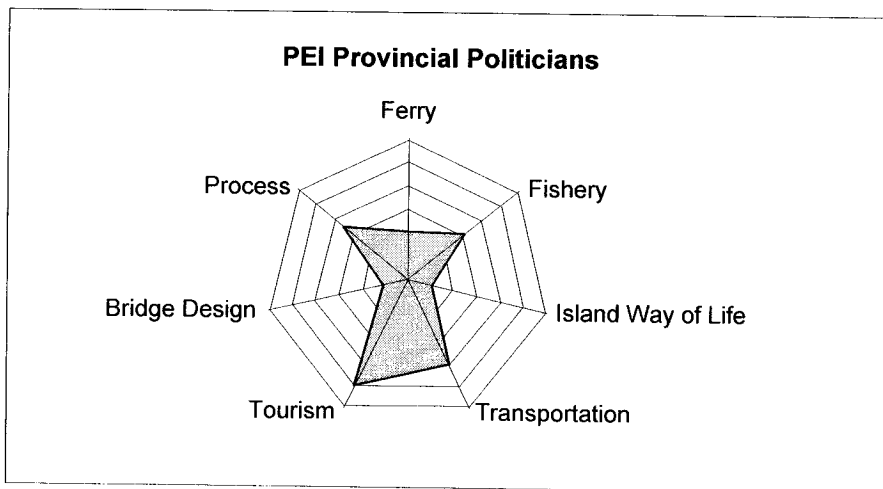 PEI Provincial Politicians
Ferry
Process
Fishery
Bridge Design
Island Way of Life
Tourism
Transportation